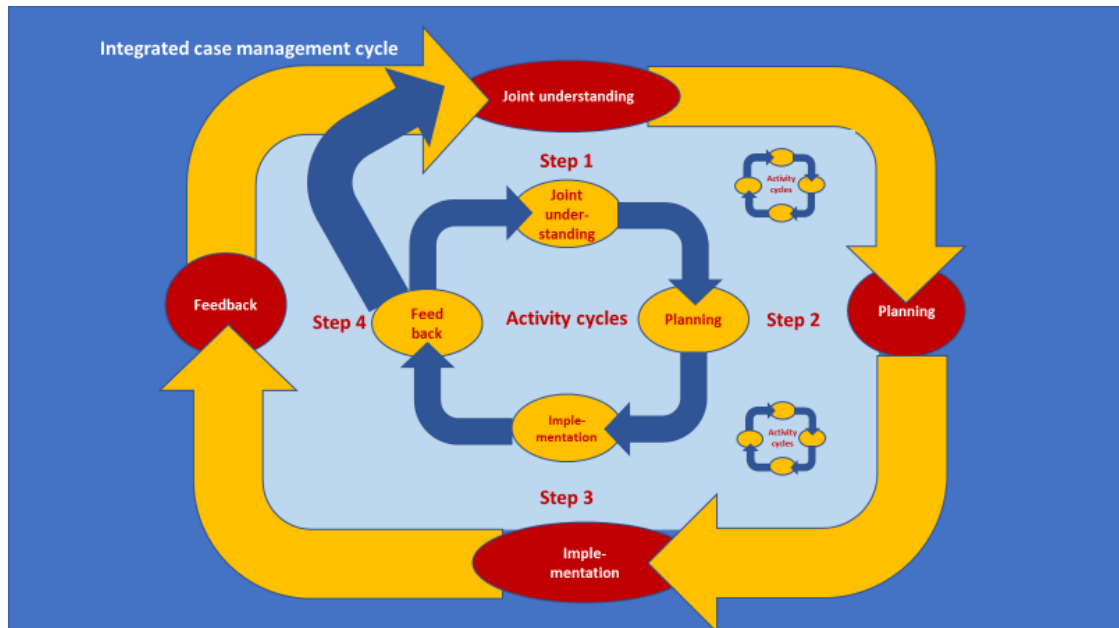 Integrated case management cycle
Joint understanding
Step 1
Joint
under-
standing
Activity
cycles
Feedback
Step 4
Feed
back
Activity cycles
Planning
Step 2
Planning
Imple-
mentation
Activity
cycles
Step 3
Imple-
mentation